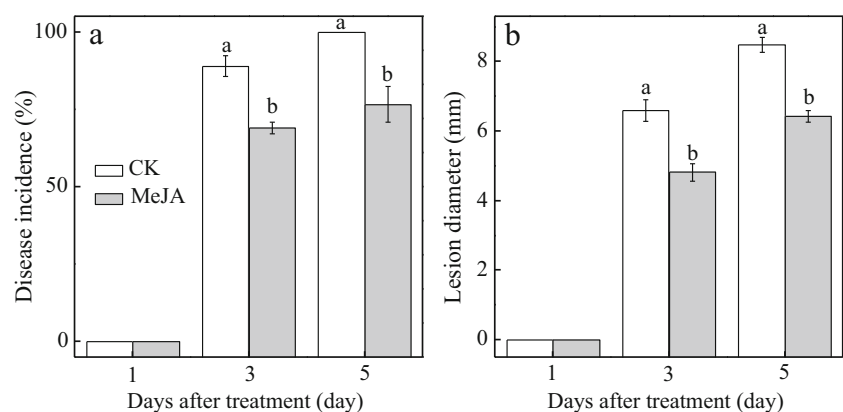 a
100
50
0
Disease incidence (%)
CK
MeJA
a
b
a
b
1 3 5
Days after treatment (day)
b
8
6
4
2
0
Lesion diameter (mm)
a
b
a
b
1 3 5
Days after treatment (day)